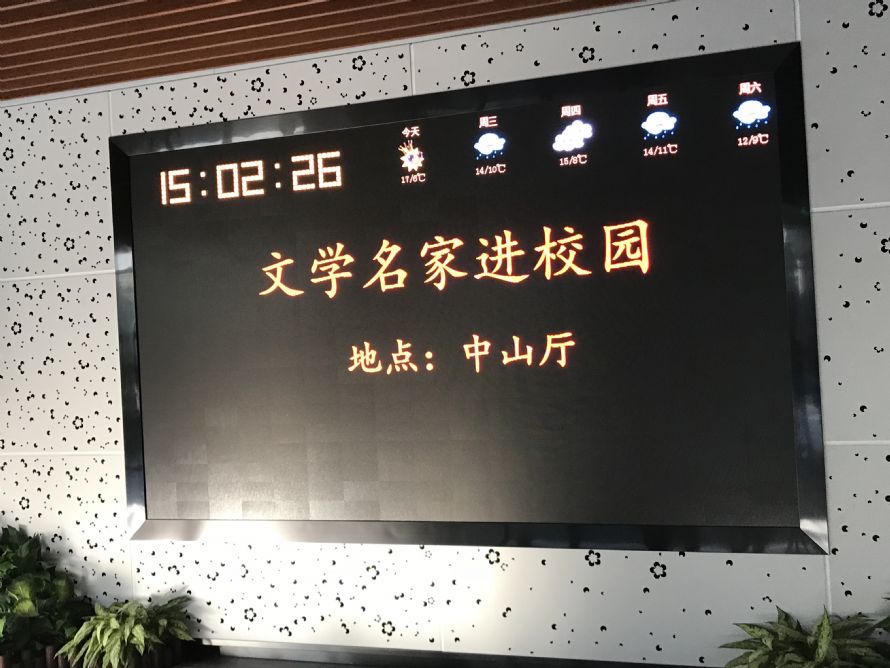 15:02:26
今天 周三 周四 周五 周六
17/6℃ 14/10℃ 15/8℃ 14/11℃ 12/9℃
文学名家进校园
地点：中山厅